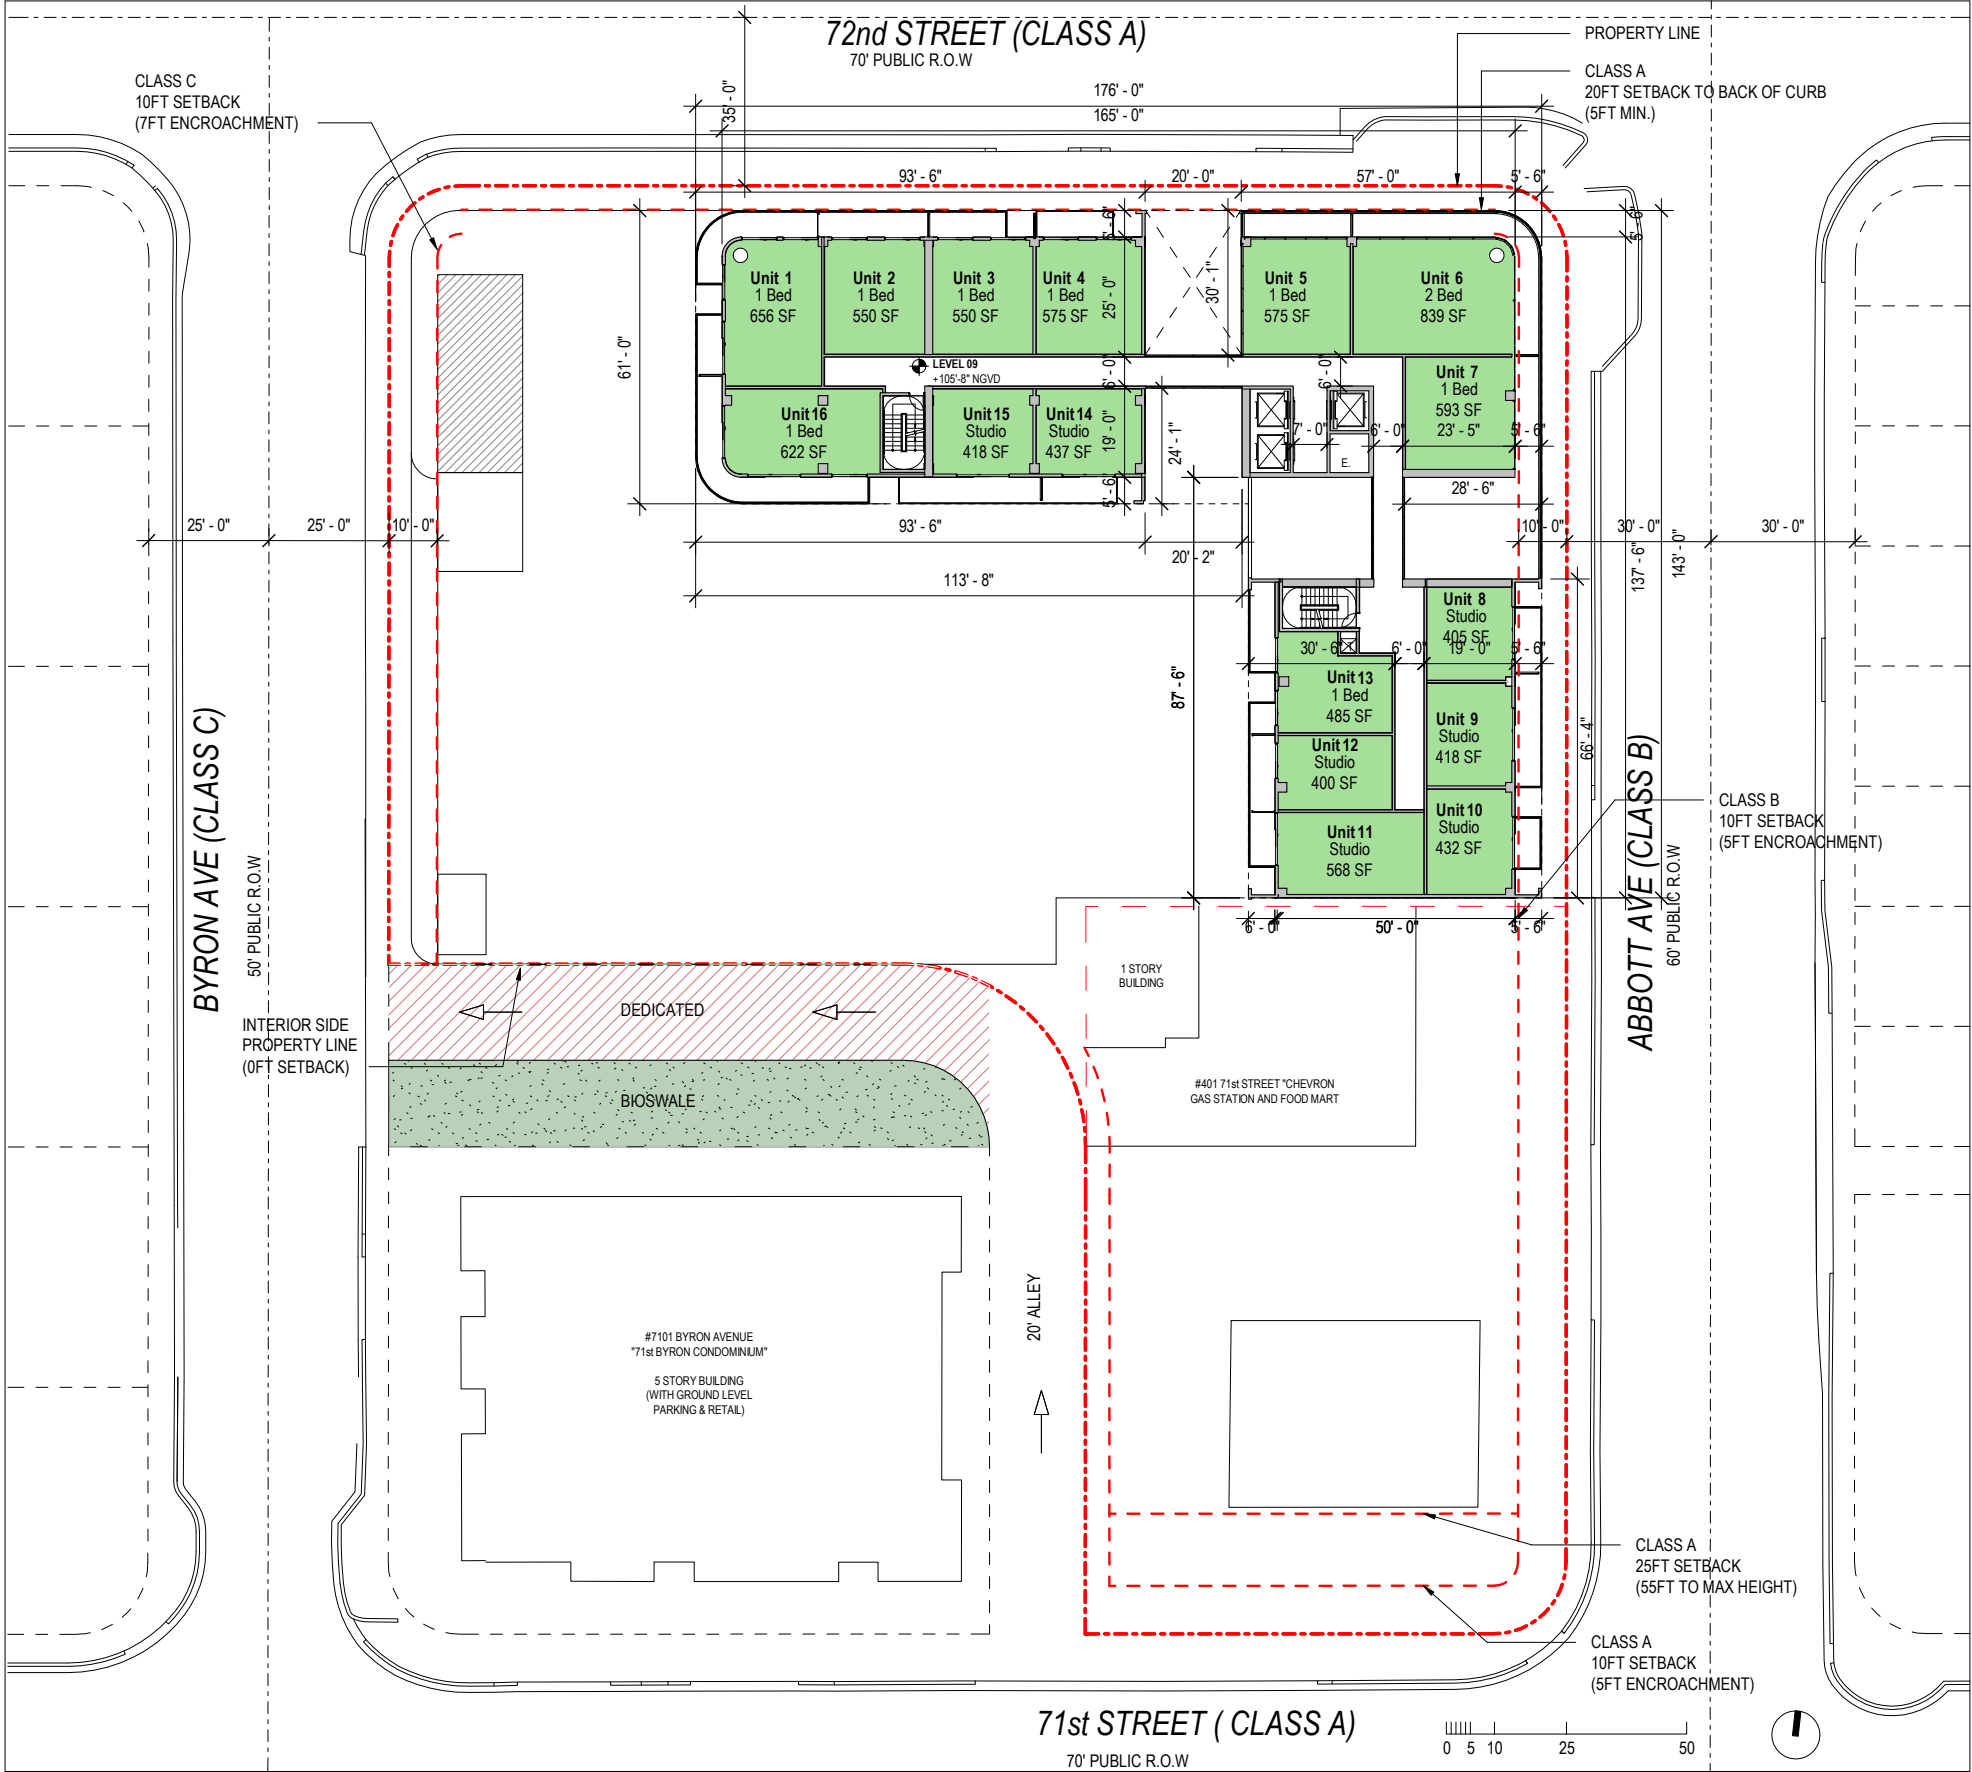 72nd STREET (CLASS A)
70' PUBLIC R.O.W
PROPERTY LINE
CLASS A
20FT SETBACK TO BACK OF CURB
(5FT MIN.)
CLASS C
10FT SETBACK
(7FT ENCROACHMENT)
35' - 0"
176' - 0"
165' - 0"
93' - 6"
20' - 0"
57' - 0"
5' - 6"
5' - 6"
5' - 6"
Unit 1
1 Bed
656 SF
Unit 2
1 Bed
550 SF
Unit 3
1 Bed
550 SF
Unit 4
1 Bed
575 SF
25' - 0"
30' - 1"
Unit 5
1 Bed
575 SF
Unit 6
2 Bed
839 SF
61' - 0"
LEVEL 09
+105'-8" NGVD
6' - 0"
6' - 0"
Unit 7
1 Bed
593 SF
23' - 5"
5' - 6"
Unit 16
1 Bed
622 SF
Unit 15
Studio
418 SF
Unit 14
Studio
437 SF
19' - 0"
24' - 1"
7' - 0"
6' - 0"
E.
5' - 6"
28' - 6"
25' - 0"
25' - 0"
10' - 0"
93' - 6"
20' - 2"
113' - 8"
10' - 0"
30' - 0"
30' - 0"
137' - 6"
143' - 0"
Unit 8
Studio
405 SF
30' - 6"
6' - 0"
19' - 0"
5' - 6"
Unit 13
1 Bed
485 SF
87' - 6"
66' - 4"
Unit 9
Studio
418 SF
Unit 12
Studio
400 SF
Unit 10
Studio
432 SF
Unit 11
Studio
568 SF
6' - 0"
50' - 0"
5' - 6"
BYRON AVE (CLASS C)
50' PUBLIC R.O.W
ABBOTT AVE (CLASS B)
60' PUBLIC R.O.W
CLASS B
10FT SETBACK
(5FT ENCROACHMENT)
1 STORY
BUILDING
DEDICATED
INTERIOR SIDE
PROPERTY LINE
(0FT SETBACK)
BIOSWALE
#401 71st STREET "CHEVRON
GAS STATION AND FOOD MART
20' ALLEY
#7101 BYRON AVENUE
"71st BYRON CONDOMINIUM"
5 STORY BUILDING
(WITH GROUND LEVEL
PARKING & RETAIL)
CLASS A
25FT SETBACK
(55FT TO MAX HEIGHT)
CLASS A
10FT SETBACK
(5FT ENCROACHMENT)
71st STREET ( CLASS A)
70' PUBLIC R.O.W
0 5 10 25 50